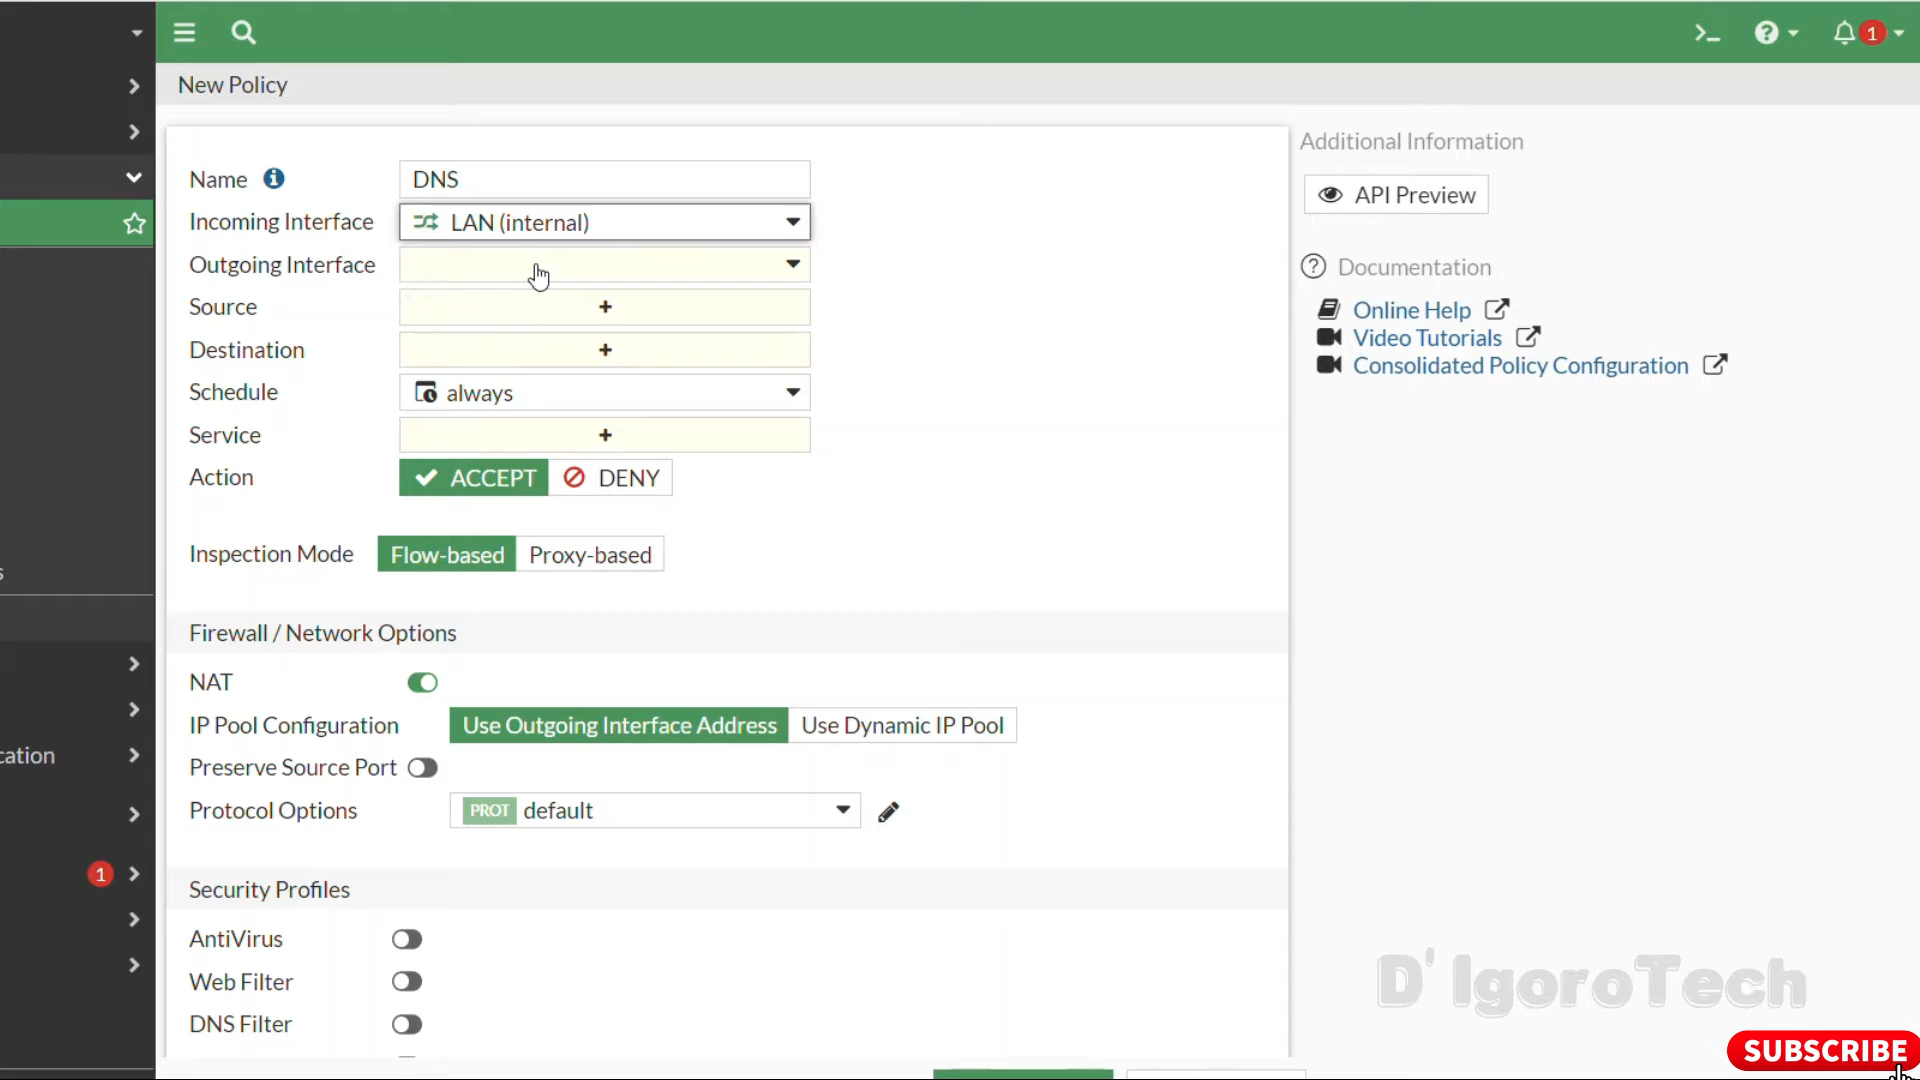 1
New Policy
Name DNS
Incoming Interface LAN (internal)
Outgoing Interface
Source +
Destination +
Schedule always
Service +
Action ACCEPT DENY
Inspection Mode Flow-based Proxy-based
Firewall / Network Options
NAT
IP Pool Configuration Use Outgoing Interface Address Use Dynamic IP Pool
Preserve Source Port
Protocol Options PROT default
Security Profiles
AntiVirus
Web Filter
DNS Filter
Additional Information
API Preview
Documentation
Online Help
Video Tutorials
Consolidated Policy Configuration
s
cation
1
D' IgoroTech
SUBSCRIBE